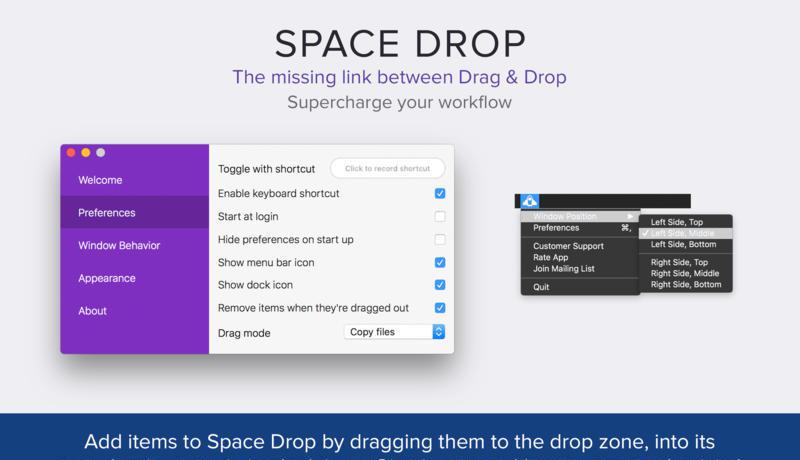 SPACE DROP
The missing link between Drag & Drop
Supercharge your workflow
Welcome
Preferences
Window Behavior
Appearance
About
Toggle with shortcut
Click to record shortcut
Enable keyboard shortcut
Start at login
Hide preferences on start up
Show menu bar icon
Show dock icon
Remove items when they're dragged out
Drag mode
Copy files
Window Position
Preferences ⌘,
Customer Support
Rate App
Join Mailing List
Quit
Left Side, Top
Left Side, Middle
Left Side, Bottom
Right Side, Top
Right Side, Middle
Right Side, Bottom
Add items to Space Drop by dragging them to the drop zone, into its